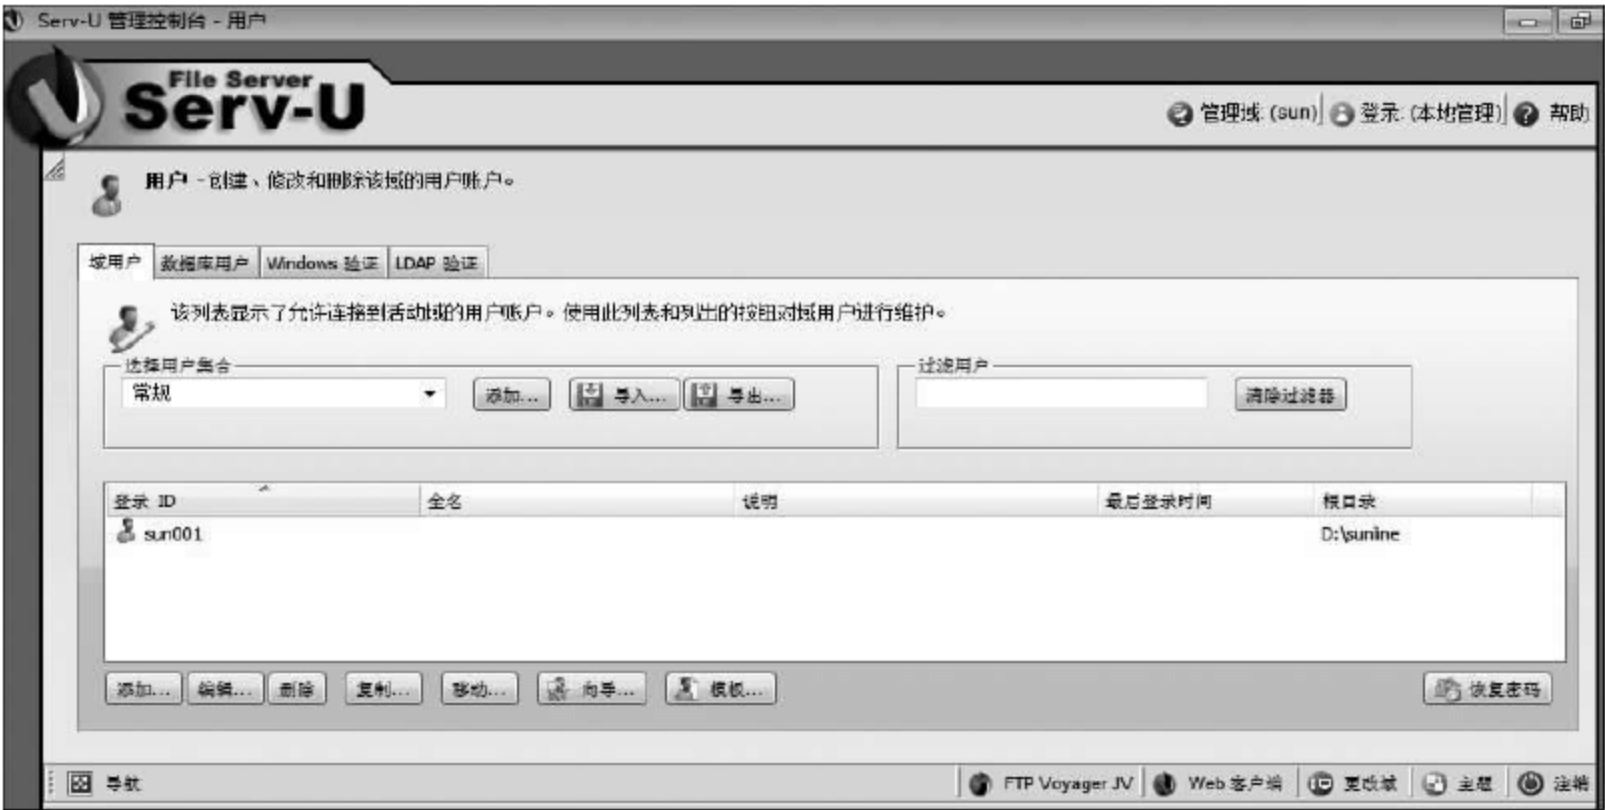 Serv-U 管理控制台 - 用户
File Server
Serv-U
管理域: (sun) 登录: (本地管理) 帮助
用户 - 创建、修改和删除该域的用户账户。
域用户 数据库用户 Windows 验证 LDAP 验证
该列表显示了允许连接到活动域的用户账户。使用此列表和列出的按钮对域用户进行维护。
选择用户集合 过滤用户
常规 添加... 导入... 导出... 清除过滤器
登录 ID 全名 说明 最后登录时间 根目录
sun001 D:\sunline
添加... 编辑... 删除 复制... 移动... 向导... 模板... 恢复密码
导航 FTP Voyager JV Web 客户端 更改域 主题 注销